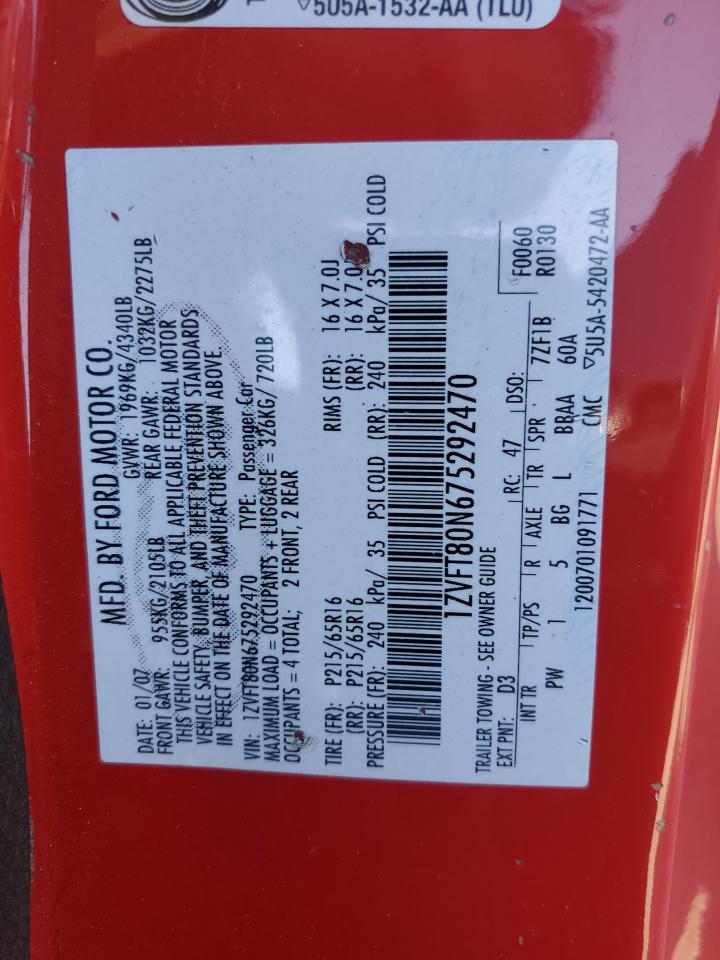 ▽5U5A-1532-AA (TLU)
MFD. BY FORD MOTOR CO.
DATE: 01/07 GVWR: 1969KG/4340LB
FRONT GAWR: 955KG/2105LB REAR GAWR: 1032KG/2275LB
THIS VEHICLE CONFORMS TO ALL APPLICABLE FEDERAL MOTOR
VEHICLE SAFETY, BUMPER, AND THEFT PREVENTION STANDARDS
IN EFFECT ON THE DATE OF MANUFACTURE SHOWN ABOVE.
VIN: 1ZVFT80N675292470 TYPE: Passenger Car
MAXIMUM LOAD = OCCUPANTS + LUGGAGE = 326KG/ 720LB
OCCUPANTS = 4 TOTAL; 2 FRONT, 2 REAR
TIRE (FR): P215/65R16 RIMS (FR): 16 X 7.0J
(RR): P215/65R16 (RR): 16 X 7.0J
PRESSURE (FR): 240 kPa/ 35 PSI COLD (RR): 240 kPa/ 35 PSI COLD
1ZVFT80N675292470
TRAILER TOWING - SEE OWNER GUIDE F0060
EXT PNT: D3 RC: 47 DSO: R0130
INT TR TP/PS R AXLE TR SPR 7ZF1B
PW 1 5 BG L BBAA 60A
1200701091771 CMC ▽5U5A-5420472-AA